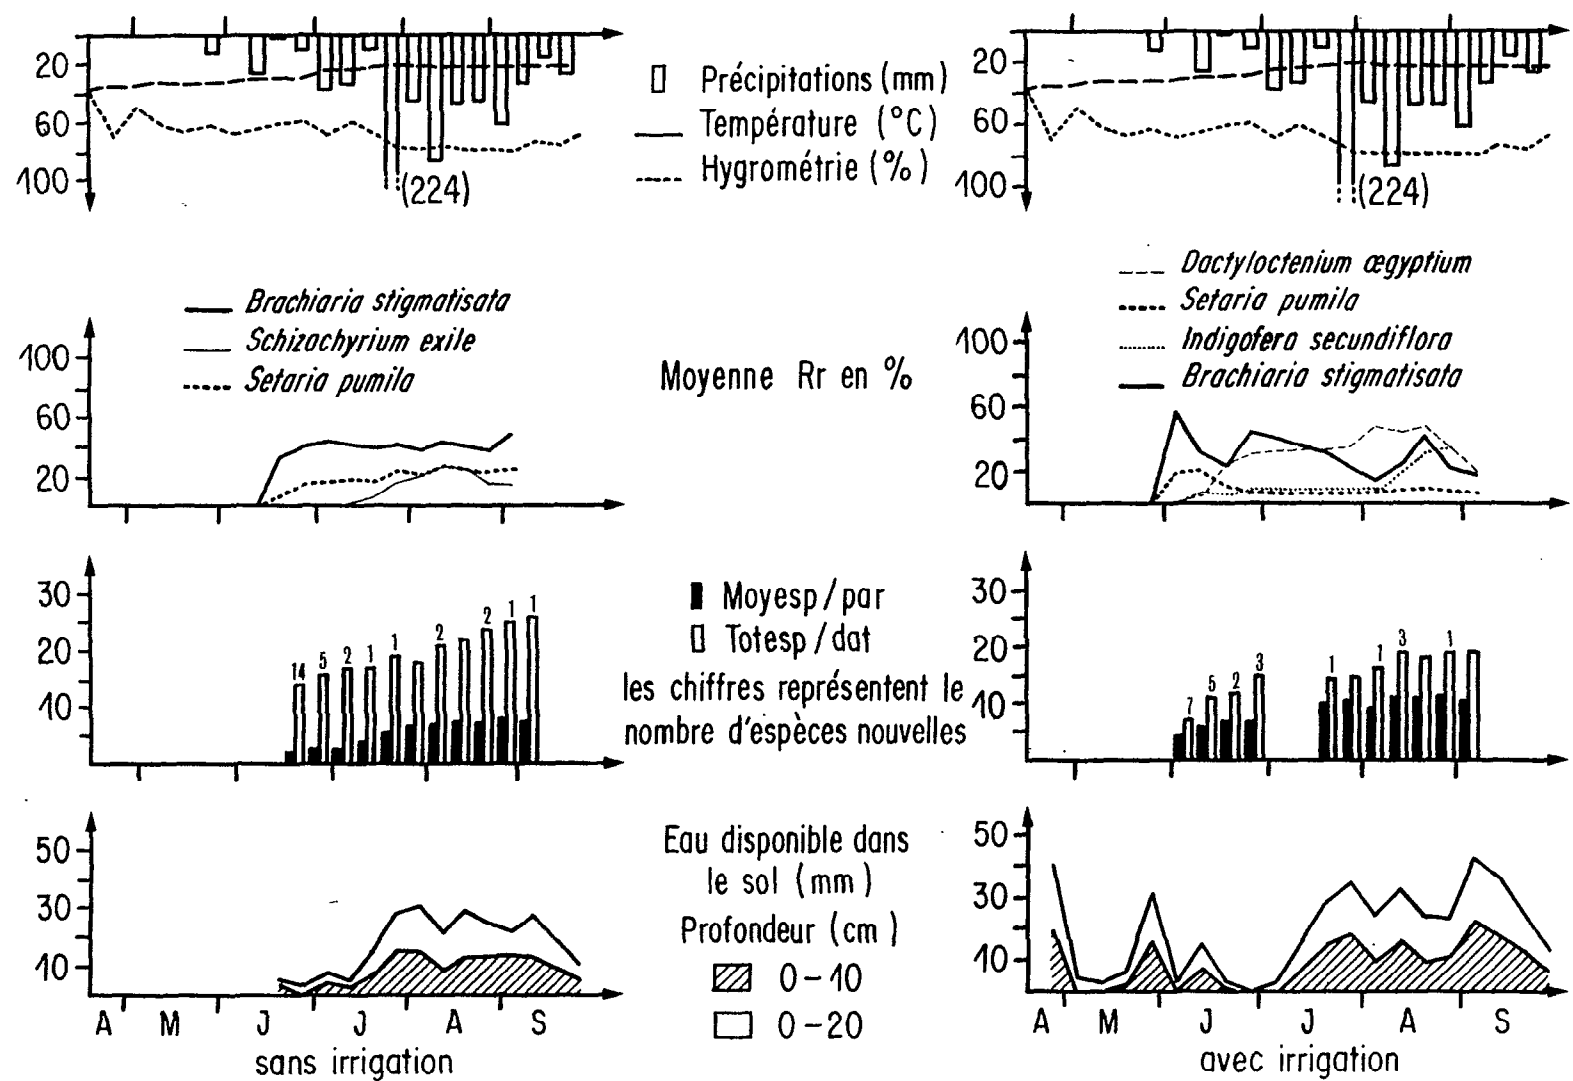 20
60
100
(224)
Précipitations (mm)
Température (°C)
Hygrométrie (%)
20
60
100
(224)
Brachiaria stigmatisata
Schizachyrium exile
Setaria pumila
100
60
20
Moyenne Rr en %
Dactyloctenium ægyptium
Setaria pumila
Indigofera secundiflora
Brachiaria stigmatisata
100
60
20
30
20
10
14 5 2 1 1 2 2 1 1
Moyesp/par
Totesp/dat
les chiffres représentent le
nombre d'espèces nouvelles
30
20
10
7 5 2 3 1 1 3 1
50
30
10
A M J J A S
sans irrigation
Eau disponible dans
le sol (mm)
Profondeur (cm)
0-10
0-20
50
30
10
A M J J A S
avec irrigation